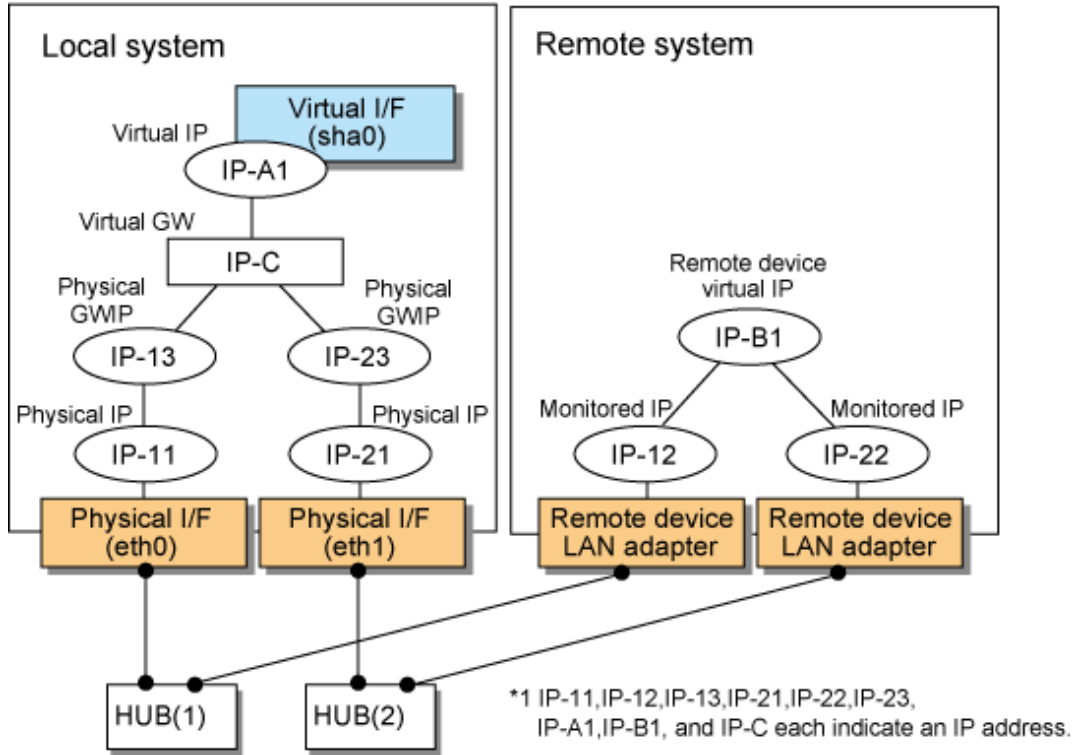 Local system
Virtual I/F
(sha0)
Virtual IP
IP-A1
Virtual GW
IP-C
Physical
GWIP
Physical
GWIP
IP-13
IP-23
Physical IP
Physical IP
IP-11
IP-21
Physical I/F
(eth0)
Physical I/F
(eth1)
Remote system
Remote device
virtual IP
IP-B1
Monitored IP
Monitored IP
IP-12
IP-22
Remote device
LAN adapter
Remote device
LAN adapter
HUB(1)
HUB(2)
*1 IP-11,IP-12,IP-13,IP-21,IP-22,IP-23,
IP-A1,IP-B1, and IP-C each indicate an IP address.